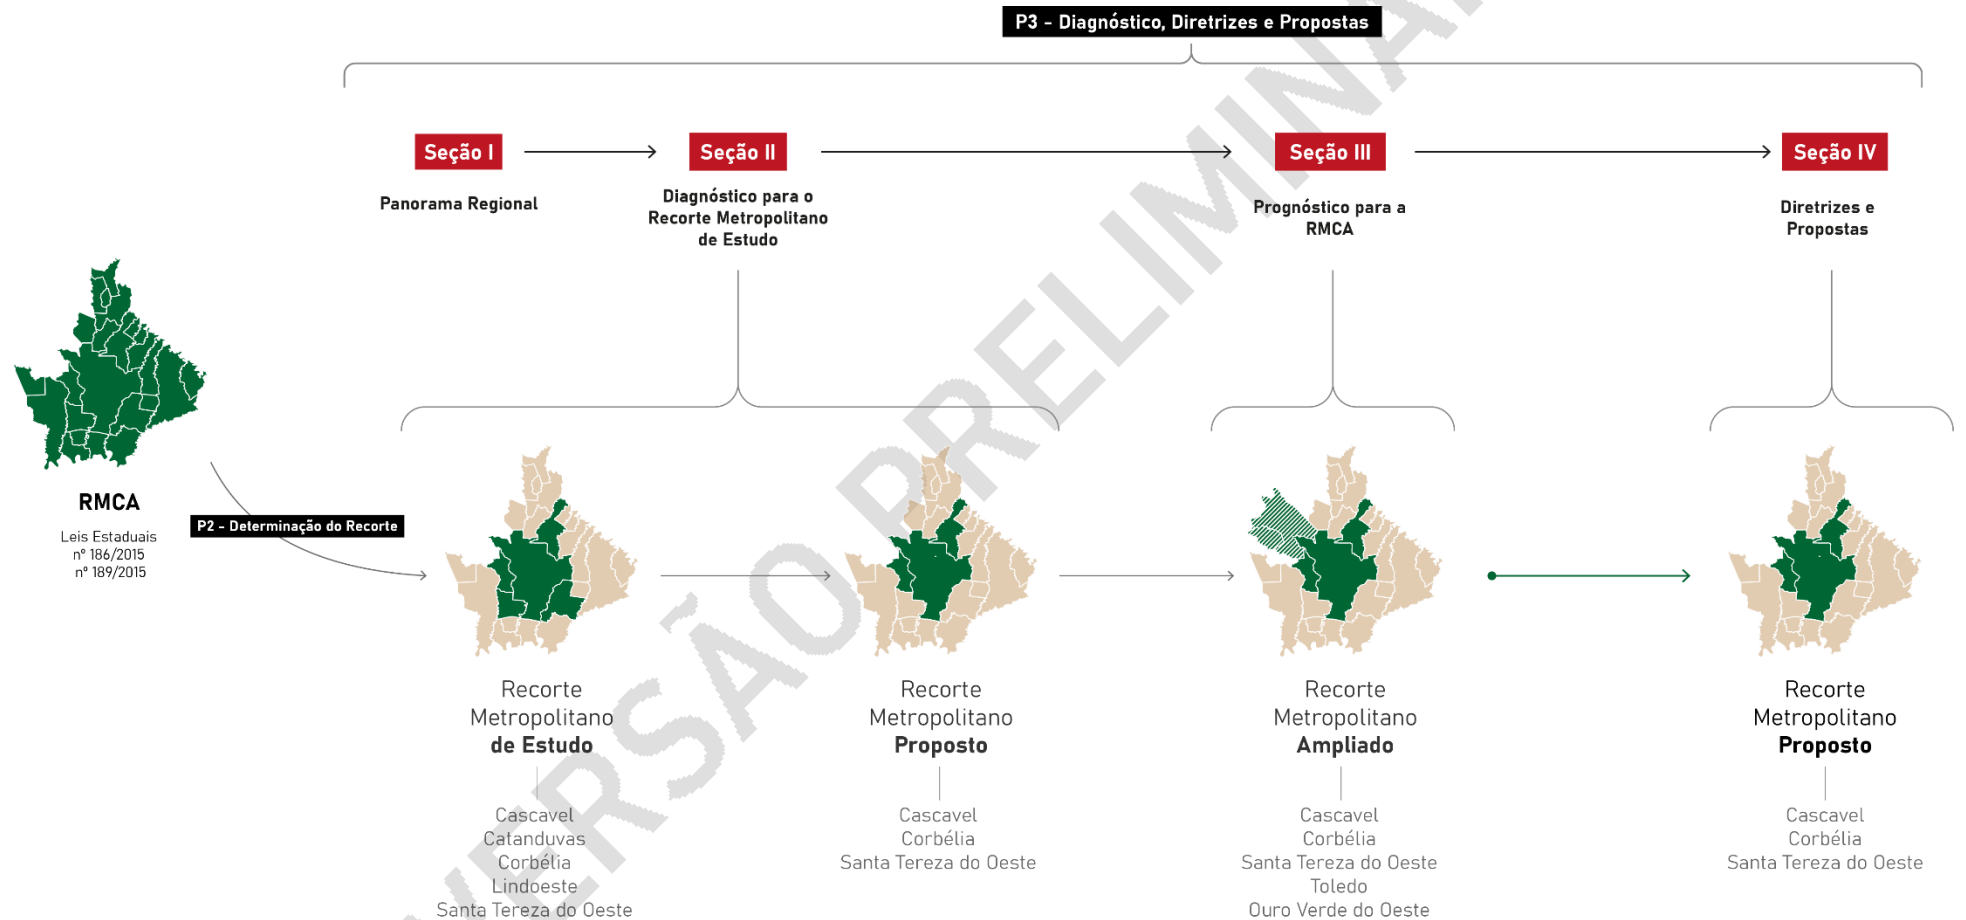 P3 - Diagnóstico, Diretrizes e Propostas
Seção I
Seção II
Seção III
Seção IV
Panorama Regional
Diagnóstico para o
Recorte Metropolitano
de Estudo
Prognóstico para a
RMCA
Diretrizes e
Propostas
RMCA
Leis Estaduais
nº 186/2015
nº 189/2015
P2 - Determinação do Recorte
Recorte
Metropolitano
de Estudo
Cascavel
Catanduvas
Corbélia
Lindoeste
Santa Tereza do Oeste
Recorte
Metropolitano
Proposto
Cascavel
Corbélia
Santa Tereza do Oeste
Recorte
Metropolitano
Ampliado
Cascavel
Corbélia
Santa Tereza do Oeste
Toledo
Ouro Verde do Oeste
Recorte
Metropolitano
Proposto
Cascavel
Corbélia
Santa Tereza do Oeste
VERSÃO PRELIMINA